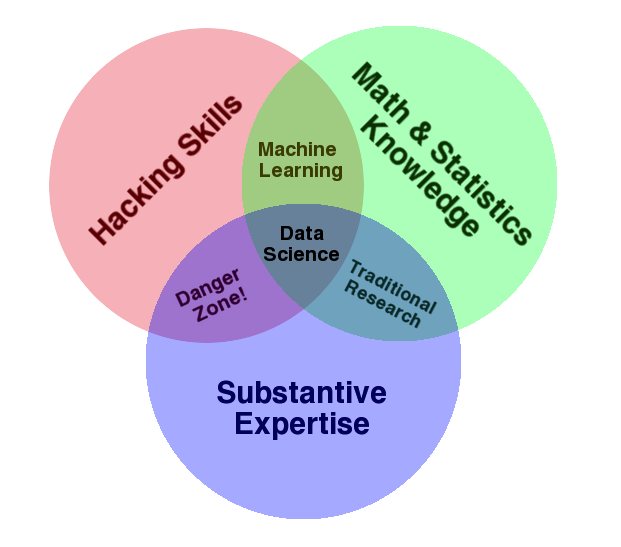 Hacking Skills
Math & Statistics
Knowledge
Machine
Learning
Data
Science
Danger
Zone!
Traditional
Research
Substantive
Expertise